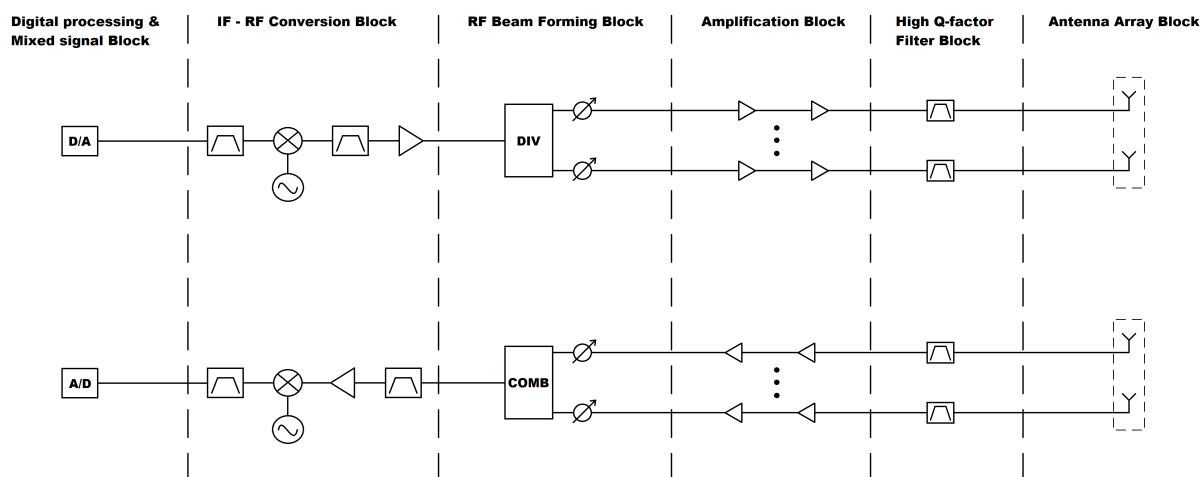 Digital processing &
Mixed signal Block
IF - RF Conversion Block
RF Beam Forming Block
Amplification Block
High Q-factor
Filter Block
Antenna Array Block
D/A
DIV
A/D
COMB